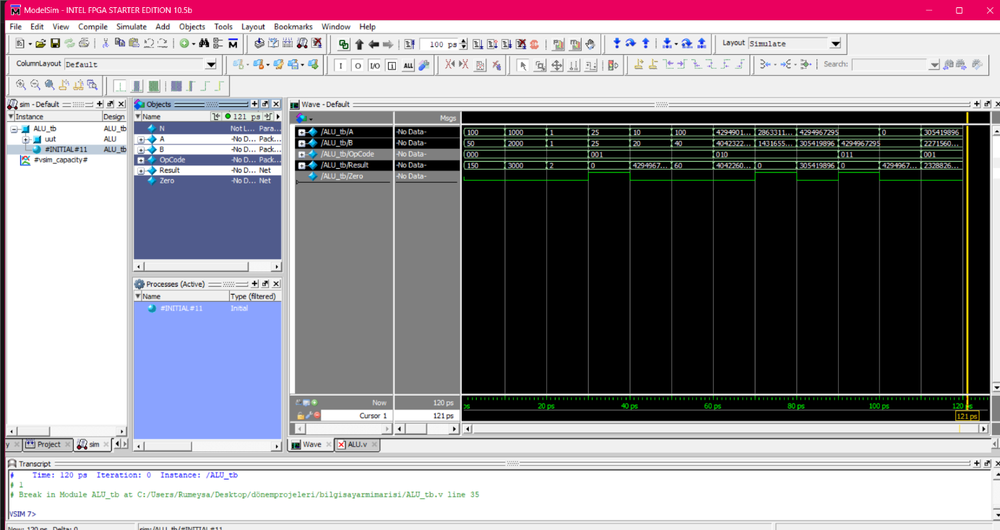 ModelSim - INTEL FPGA STARTER EDITION 10.5b
File Edit View Compile Simulate Add Objects Tools Layout Bookmarks Window Help
100 ps Layout Simulate
ColumnLayout Default I O I/O ALL Search:
sim - Default
Instance Design
ALU_tb ALU_tb
uut ALU
#INITIAL#11 ALU_tb
#vsim_capacity#
Objects
Name 121 ps
N Not L... Para...
A -No D... Pack...
B -No D... Pack...
OpCode -No D... Pack...
Result -No D... Net
Zero -No D... Net
Processes (Active)
Name Type (filtered)
#INITIAL#11 Initial
Wave - Default
Msgs
/ALU_tb/A -No Data- 100 1000 1 25 10 100 4294901... 2863311... 4294967295 0 305419896
/ALU_tb/B -No Data- 50 2000 1 25 20 40 4042322... 1431655... 305419896 4294967295 2271560...
/ALU_tb/OpCode -No Data- 000 001 010 011 001
/ALU_tb/Result -No Data- 150 3000 2 0 4294967... 60 4042260... 0 305419896 0 4294967... 2328826...
/ALU_tb/Zero -No Data-
Now 120 ps ps 20 ps 40 ps 60 ps 80 ps 100 ps 120 ps
Cursor 1 121 ps 121 ps
y Project sim Wave ALU.v
Transcript
# Time: 120 ps Iteration: 0 Instance: /ALU_tb
# 1
# Break in Module ALU_tb at C:/Users/Rumeysa/Desktop/dönemprojeleri/bilgisayarmimarisi/ALU_tb.v line 35
VSIM 7>
Now: 120 ps Delta: 0 sim:/ALU_tb/#INITIAL#11